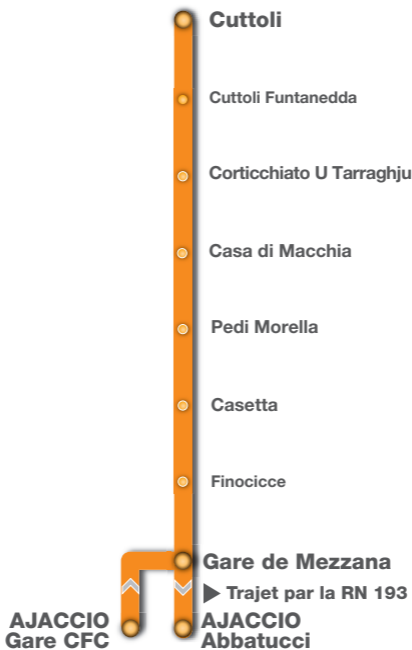 Cuttoli
Cuttoli Funtanedda
Corticchiato U Tarraghju
Casa di Macchia
Pedi Morella
Casetta
Finocicce
Gare de Mezzana
Trajet par la RN 193
AJACCIO
Gare CFC
AJACCIO
Abbatucci